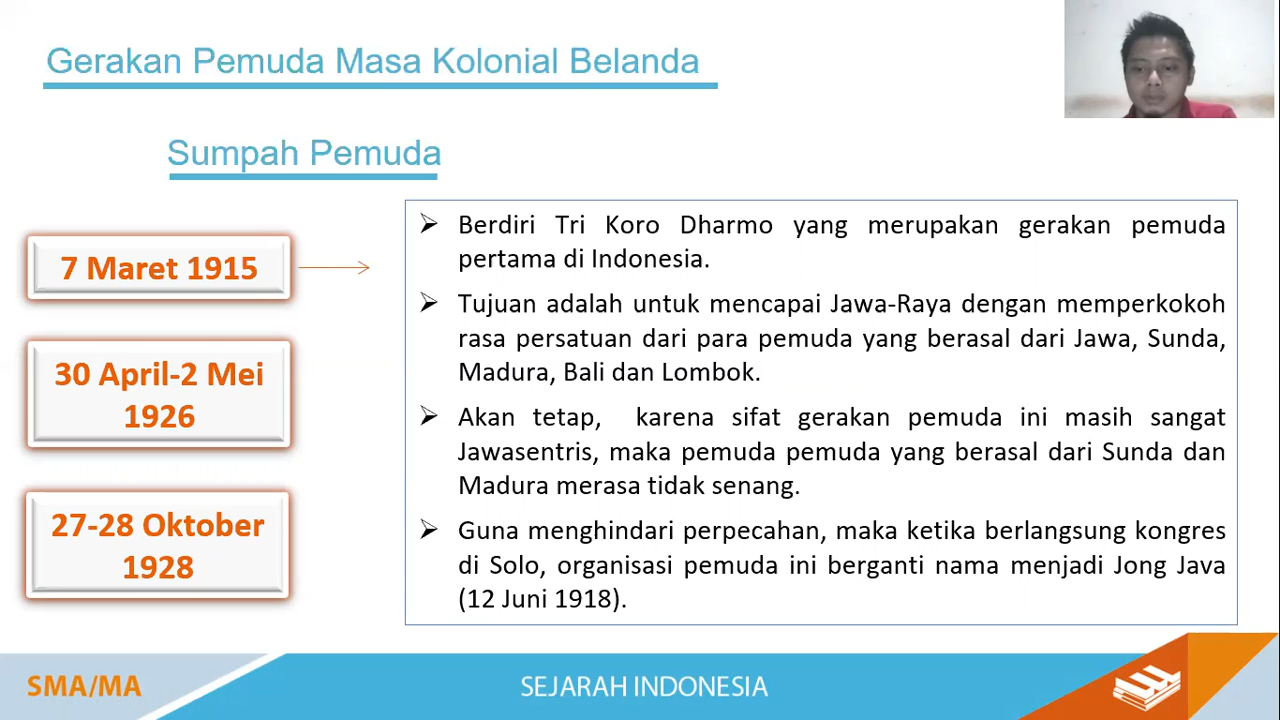 Gerakan Pemuda Masa Kolonial Belanda
Sumpah Pemuda
7 Maret 1915
30 April-2 Mei
1926
27-28 Oktober
1928
Berdiri Tri Koro Dharmo yang merupakan gerakan pemuda
pertama di Indonesia.
Tujuan adalah untuk mencapai Jawa-Raya dengan memperkokoh
rasa persatuan dari para pemuda yang berasal dari Jawa, Sunda,
Madura, Bali dan Lombok.
Akan tetap, karena sifat gerakan pemuda ini masih sangat
Jawasentris, maka pemuda pemuda yang berasal dari Sunda dan
Madura merasa tidak senang.
Guna menghindari perpecahan, maka ketika berlangsung kongres
di Solo, organisasi pemuda ini berganti nama menjadi Jong Java
(12 Juni 1918).
SMA/MA
SEJARAH INDONESIA